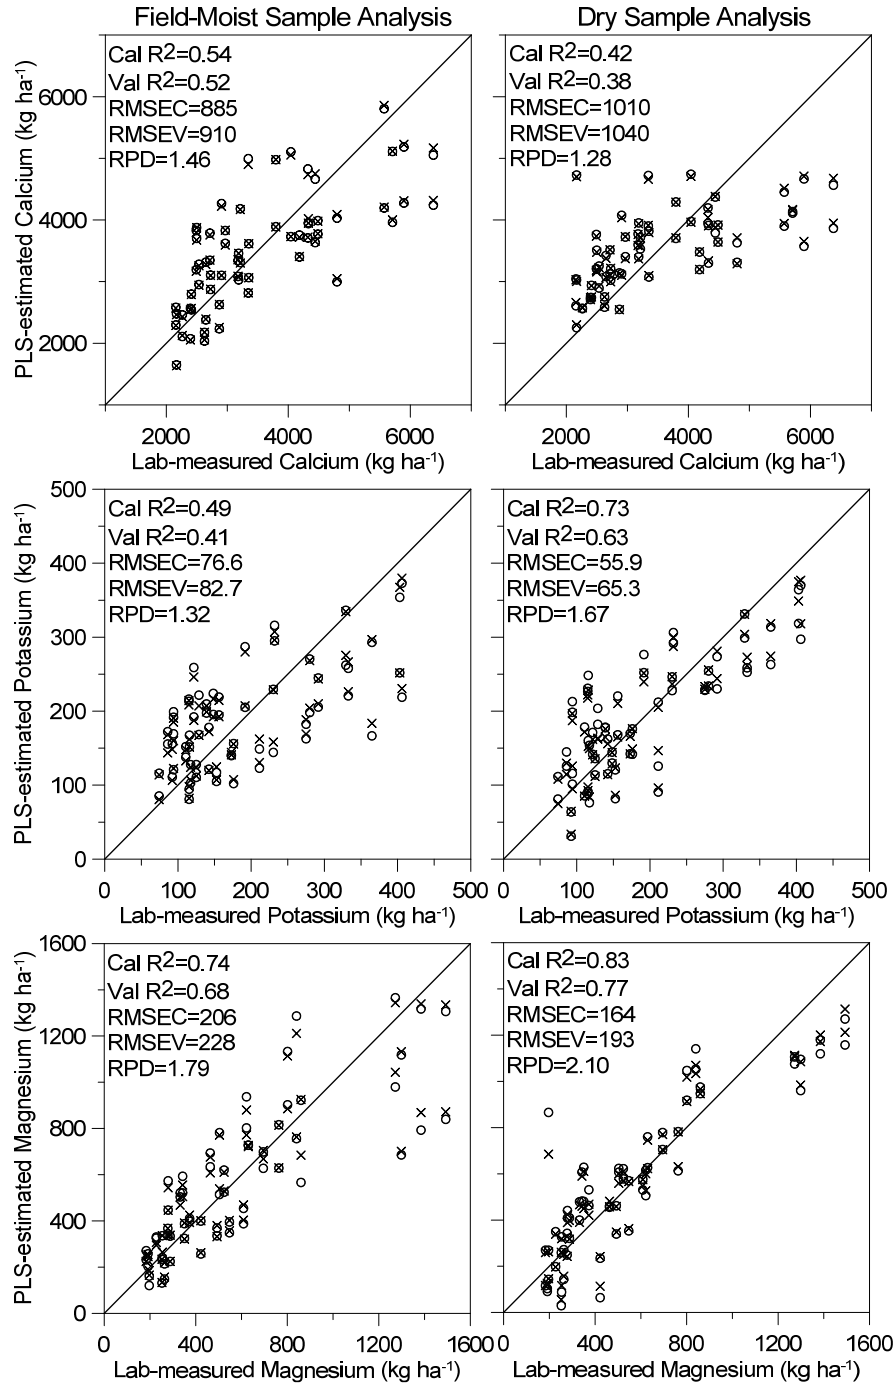 Field-Moist Sample Analysis
Dry Sample Analysis
Cal R²=0.54
Val R²=0.52
RMSEC=885
RMSEV=910
RPD=1.46
PLS-estimated Calcium (kg ha⁻¹)
6000
4000
2000
2000 4000 6000
Lab-measured Calcium (kg ha⁻¹)
Cal R²=0.42
Val R²=0.38
RMSEC=1010
RMSEV=1040
RPD=1.28
2000 4000 6000
Lab-measured Calcium (kg ha⁻¹)
Cal R²=0.49
Val R²=0.41
RMSEC=76.6
RMSEV=82.7
RPD=1.32
PLS-estimated Potassium (kg ha⁻¹)
500
400
300
200
100
0
0 100 200 300 400 500
Lab-measured Potassium (kg ha⁻¹)
Cal R²=0.73
Val R²=0.63
RMSEC=55.9
RMSEV=65.3
RPD=1.67
0 100 200 300 400 500
Lab-measured Potassium (kg ha⁻¹)
Cal R²=0.74
Val R²=0.68
RMSEC=206
RMSEV=228
RPD=1.79
PLS-estimated Magnesium (kg ha⁻¹)
1600
1200
800
400
0
0 400 800 1200 1600
Lab-measured Magnesium (kg ha⁻¹)
Cal R²=0.83
Val R²=0.77
RMSEC=164
RMSEV=193
RPD=2.10
0 400 800 1200 1600
Lab-measured Magnesium (kg ha⁻¹)